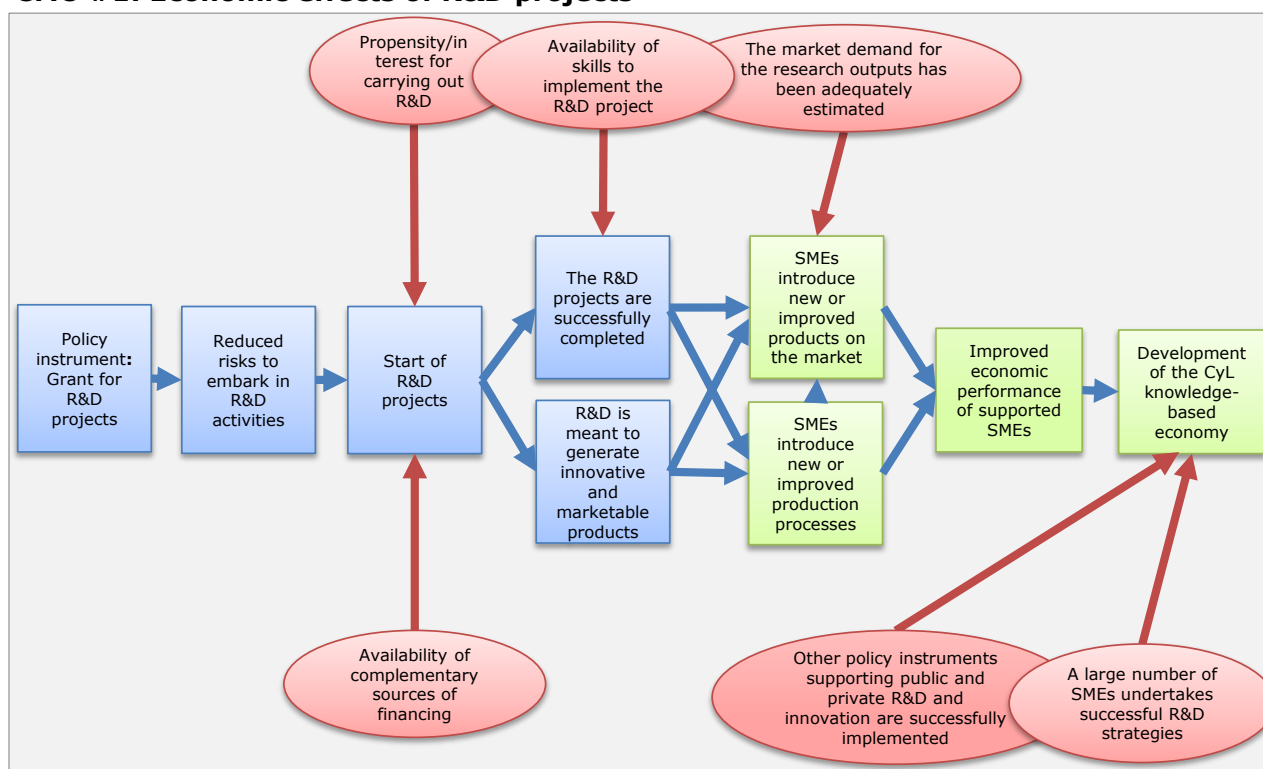 Propensity/in
terest for
carrying out
R&D
Availability of
skills to
implement the
R&D project
The market demand for
the research outputs has
been adequately
estimated
Policy
instrument:
Grant for
R&D projects
Reduced
risks to
embark in
R&D
activities
Start of
R&D
projects
The R&D
projects are
successfully
completed
R&D is
meant to
generate
innovative
and
marketable
products
SMEs
introduce
new or
improved
products on
the market
SMEs
introduce
new or
improved
production
processes
Improved
economic
performance
of supported
SMEs
Development
of the CyL
knowledge-
based
economy
Availability of
complementary
sources of
financing
Other policy instruments
supporting public and
private R&D and
innovation are successfully
implemented
A large number of
SMEs undertakes
successful R&D
strategies